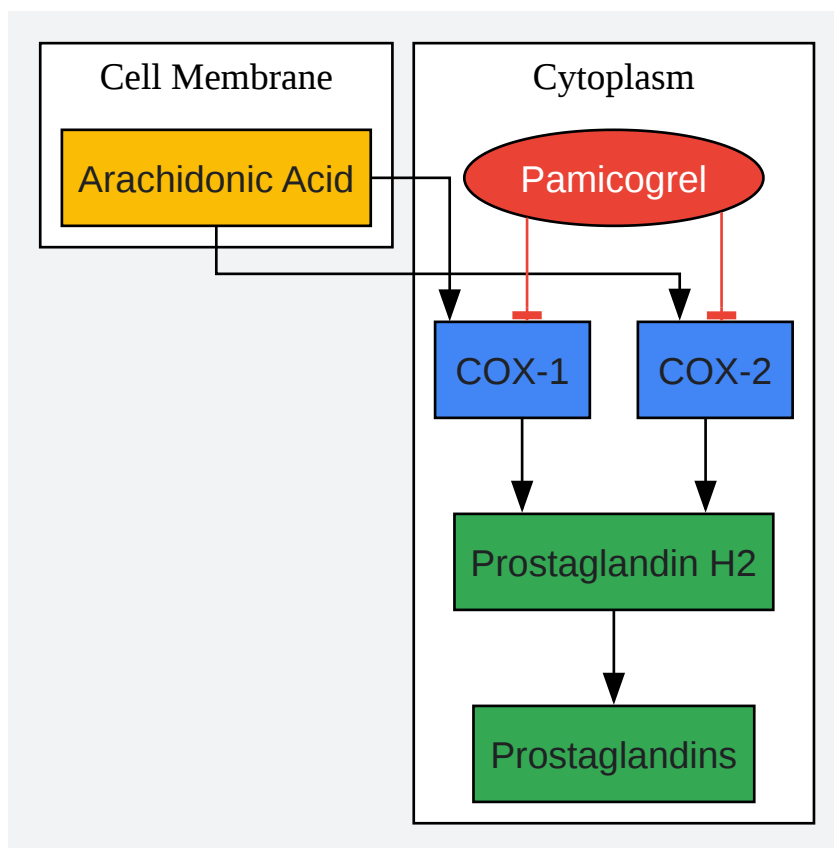 Cell Membrane
Cytoplasm
Arachidonic Acid
Pamicogrel
COX-1
COX-2
Prostaglandin H2
Prostaglandins